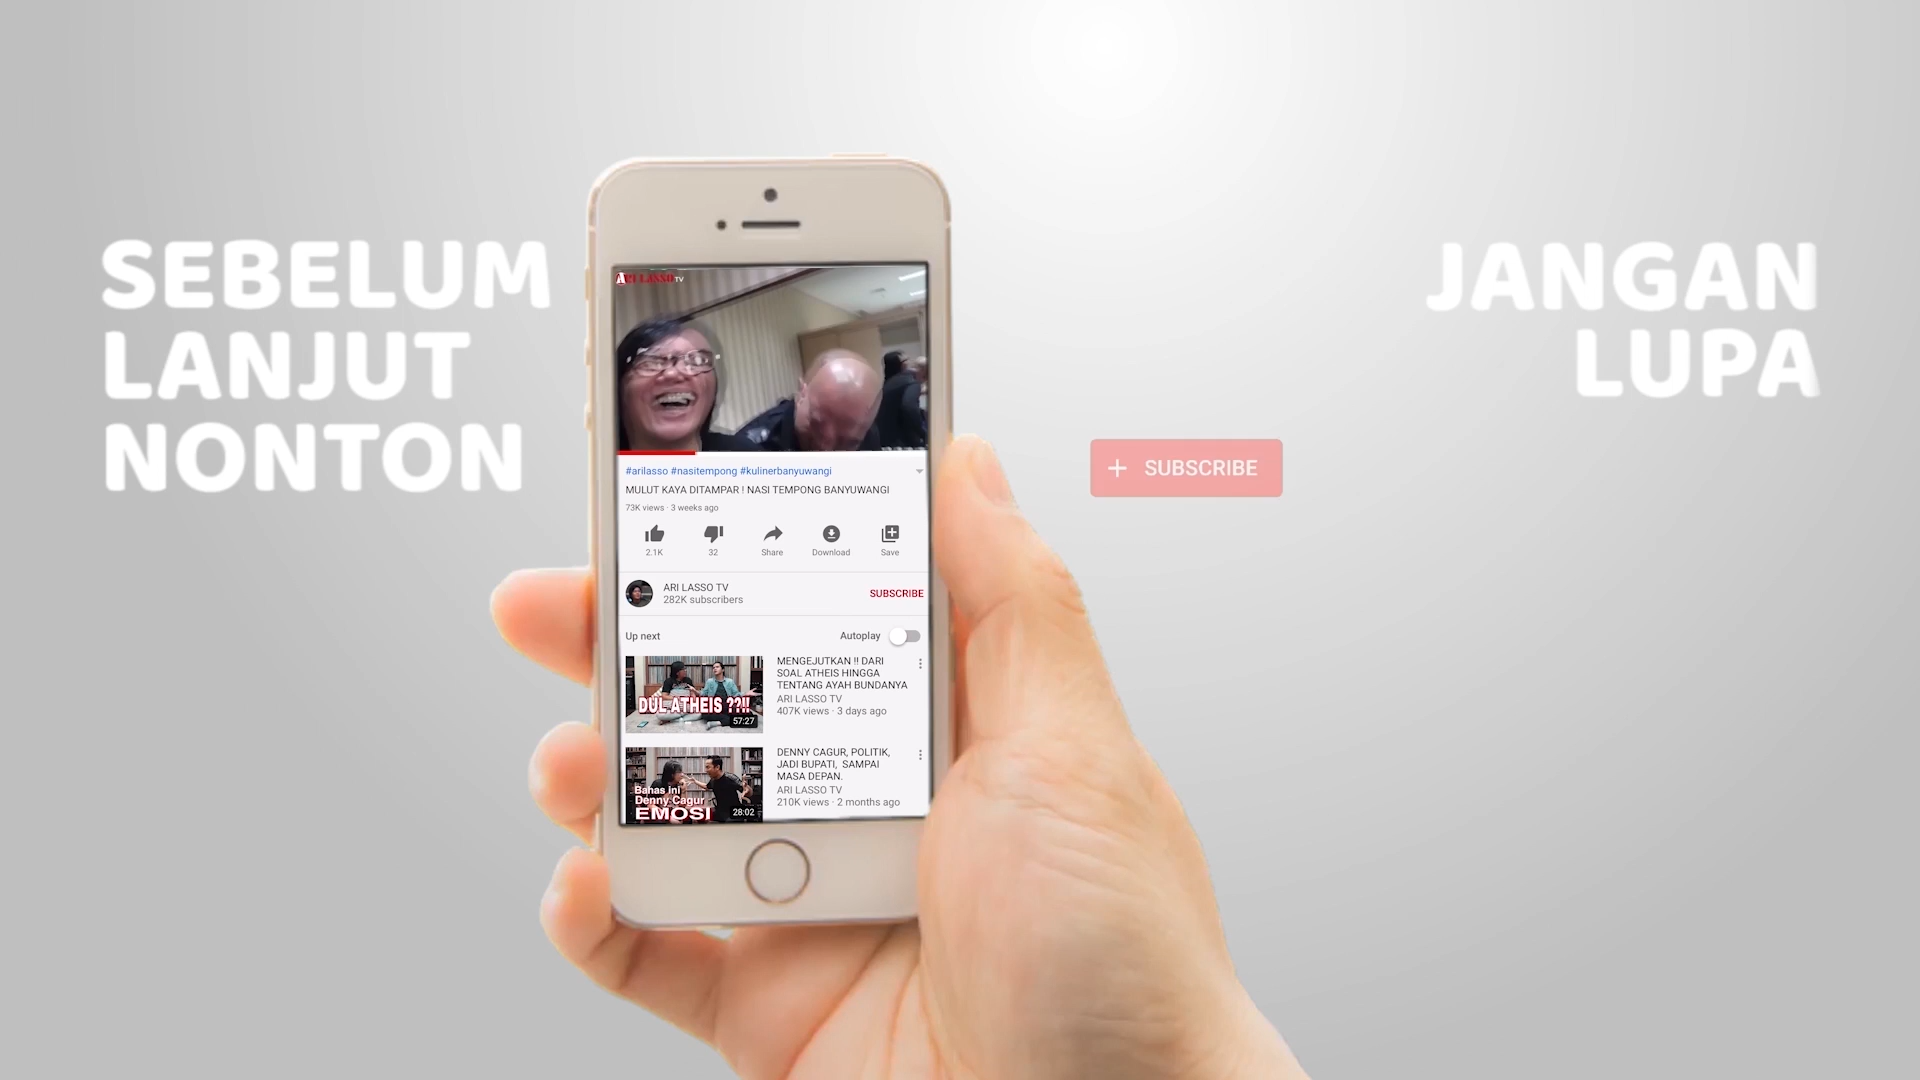 SEBELUM
LANJUT
NONTON
JANGAN
LUPA
+ SUBSCRIBE
ARI LASSO TV
#arilasso #nasitempong #kulinerbanyuwangi
MULUT KAYA DITAMPAR ! NASI TEMPONG BANYUWANGI
73K views · 3 weeks ago
2.1K 32 Share Download Save
ARI LASSO TV
282K subscribers
SUBSCRIBE
Up next Autoplay
DUL ATHEIS ??!!
57:27
MENGEJUTKAN !! DARI
SOAL ATHEIS HINGGA
TENTANG AYAH BUNDANYA
ARI LASSO TV
407K views · 3 days ago
Bahas ini
Denny Cagur
EMOSI
28:02
DENNY CAGUR, POLITIK,
JADI BUPATI, SAMPAI
MASA DEPAN.
ARI LASSO TV
210K views · 2 months ago